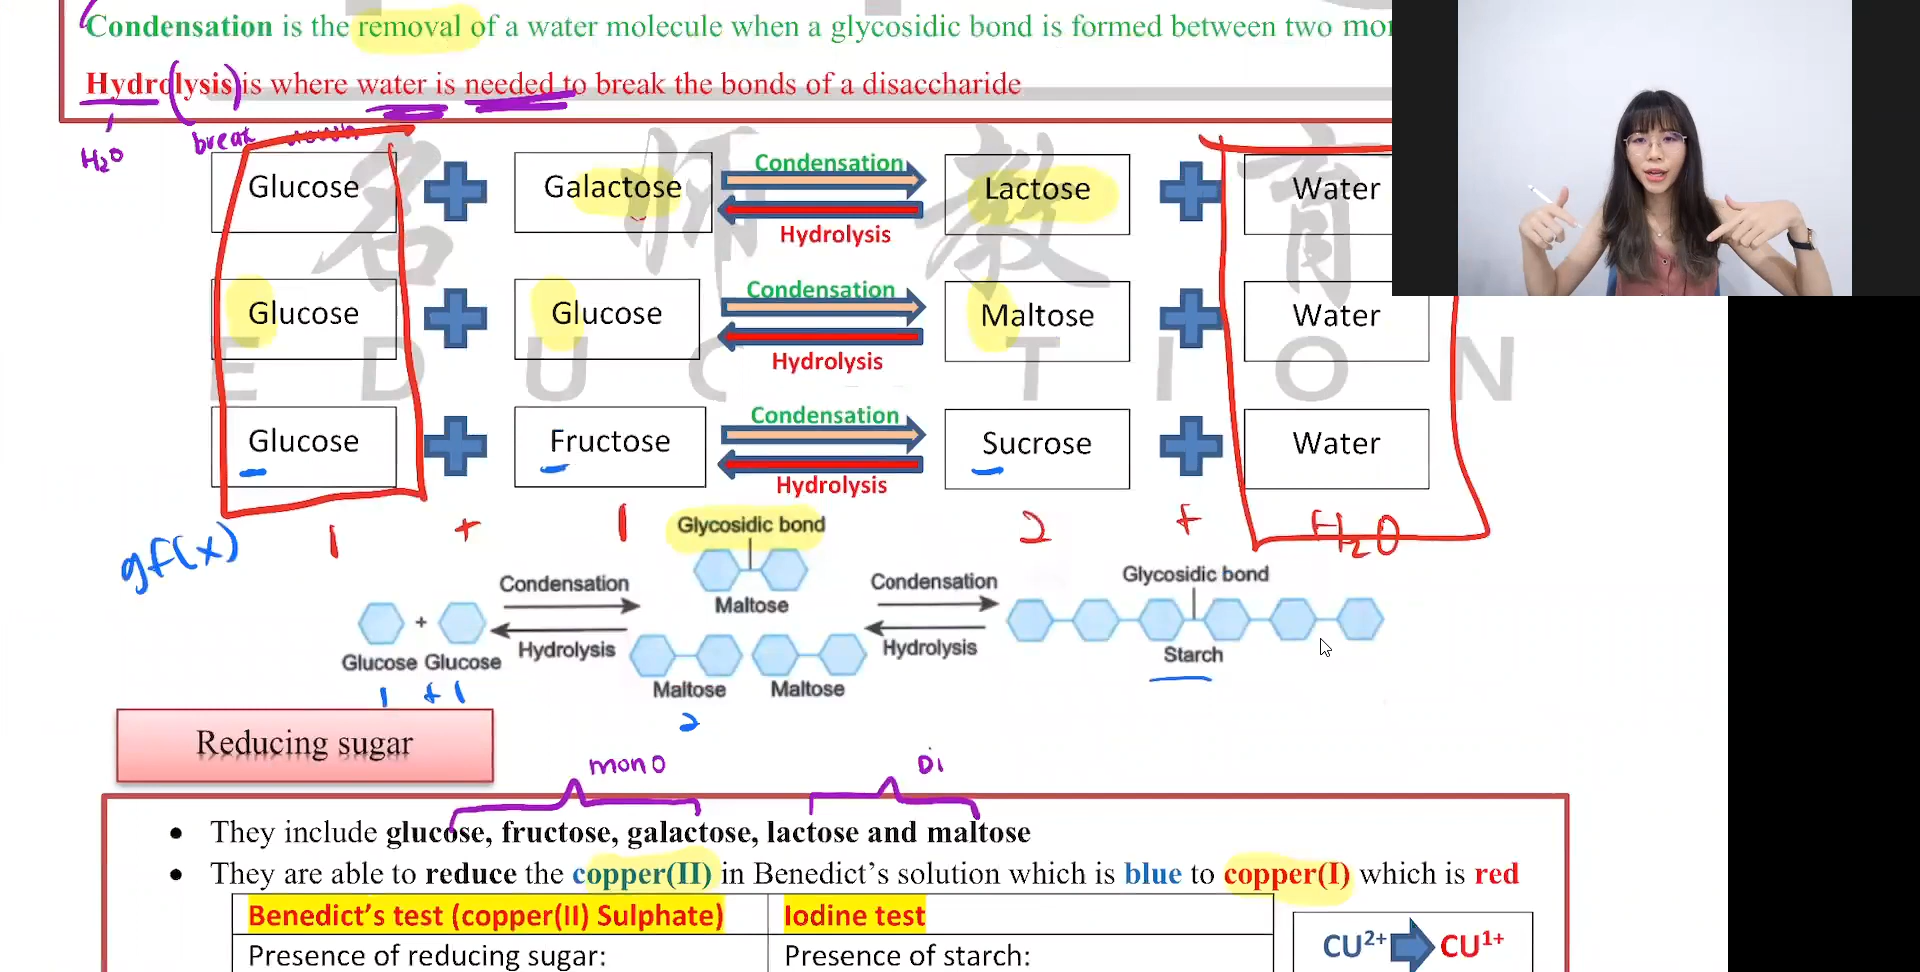 Condensation is the removal of a water molecule when a glycosidic bond is formed between two
Hydrolysis is where water is needed to break the bonds of a disaccharide
H₂O
break
Glucose + Galactose Condensation Hydrolysis Lactose + Water
名师教育
Glucose + Glucose Condensation Hydrolysis Maltose + Water
EDUCTION
Glucose + Fructose Condensation Hydrolysis Sucrose + Water
1 + 1 2 + H₂O
gf(x)
Glycosidic bond
Condensation Maltose Condensation Glycosidic bond
+
Hydrolysis Hydrolysis Starch
Glucose Glucose Maltose Maltose
1 + 1 2
Reducing sugar
mono Di
• They include glucose, fructose, galactose, lactose and maltose
• They are able to reduce the copper(II) in Benedict's solution which is blue to copper(I) which is red
Benedict's test (copper(II) Sulphate) Iodine test
Presence of reducing sugar: Presence of starch:
CU²⁺ CU¹⁺